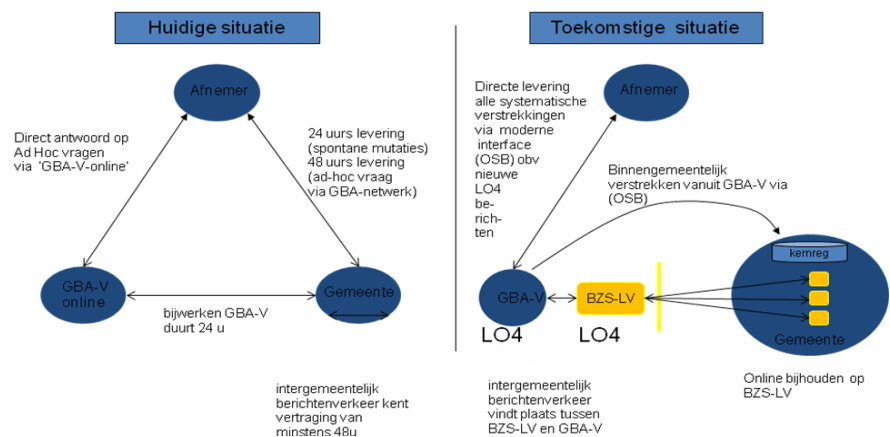 Huidige situatie
Afnemer
Direct antwoord op
Ad Hoc vragen
via 'GBA-V-online'
24 uurs levering
(spontane mutaties)
48 uurs levering
(ad-hoc vraag
via GBA-netwerk)
GBA-V
online
Gemeente
bijwerken GBA-V
duurt 24 u
intergemeentelijk
berichtenverkeer kent
vertraging van
minstens 48u
Toekomstige situatie
Directe levering
alle systematische
verstrekkingen
via moderne
interface
(OSB) obv
nieuwe
LO4
be-
rich-
ten
Afnemer
Binnengemeentelijk
verstrekken vanuit GBA-V via
(OSB)
kernreg
GBA-V
BZS-LV
Gemeente
LO4
LO4
intergemeentelijk
berichtenverkeer
vindt plaats tussen
BZS-LV en GBA-V
Online bijhouden op
BZS-LV